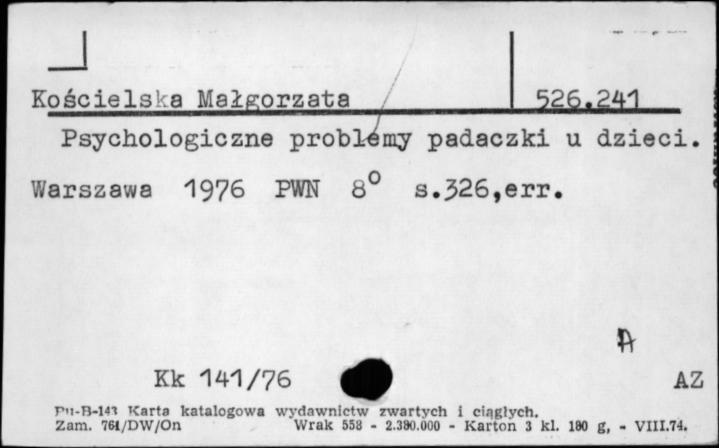 Kościelska Małgorzata 526.241
Psychologiczne problemy padaczki u dzieci.
Warszawa 1976 PWN 8° s.326,err.
A
Kk 141/76 AZ
Pu-B-143 Karta katalogowa wydawnictw zwartych i ciągłych.
Zam. 761/DW/On Wrak 558 - 2.380.000 - Karton 3 kl. 180 g, - VIII.74.